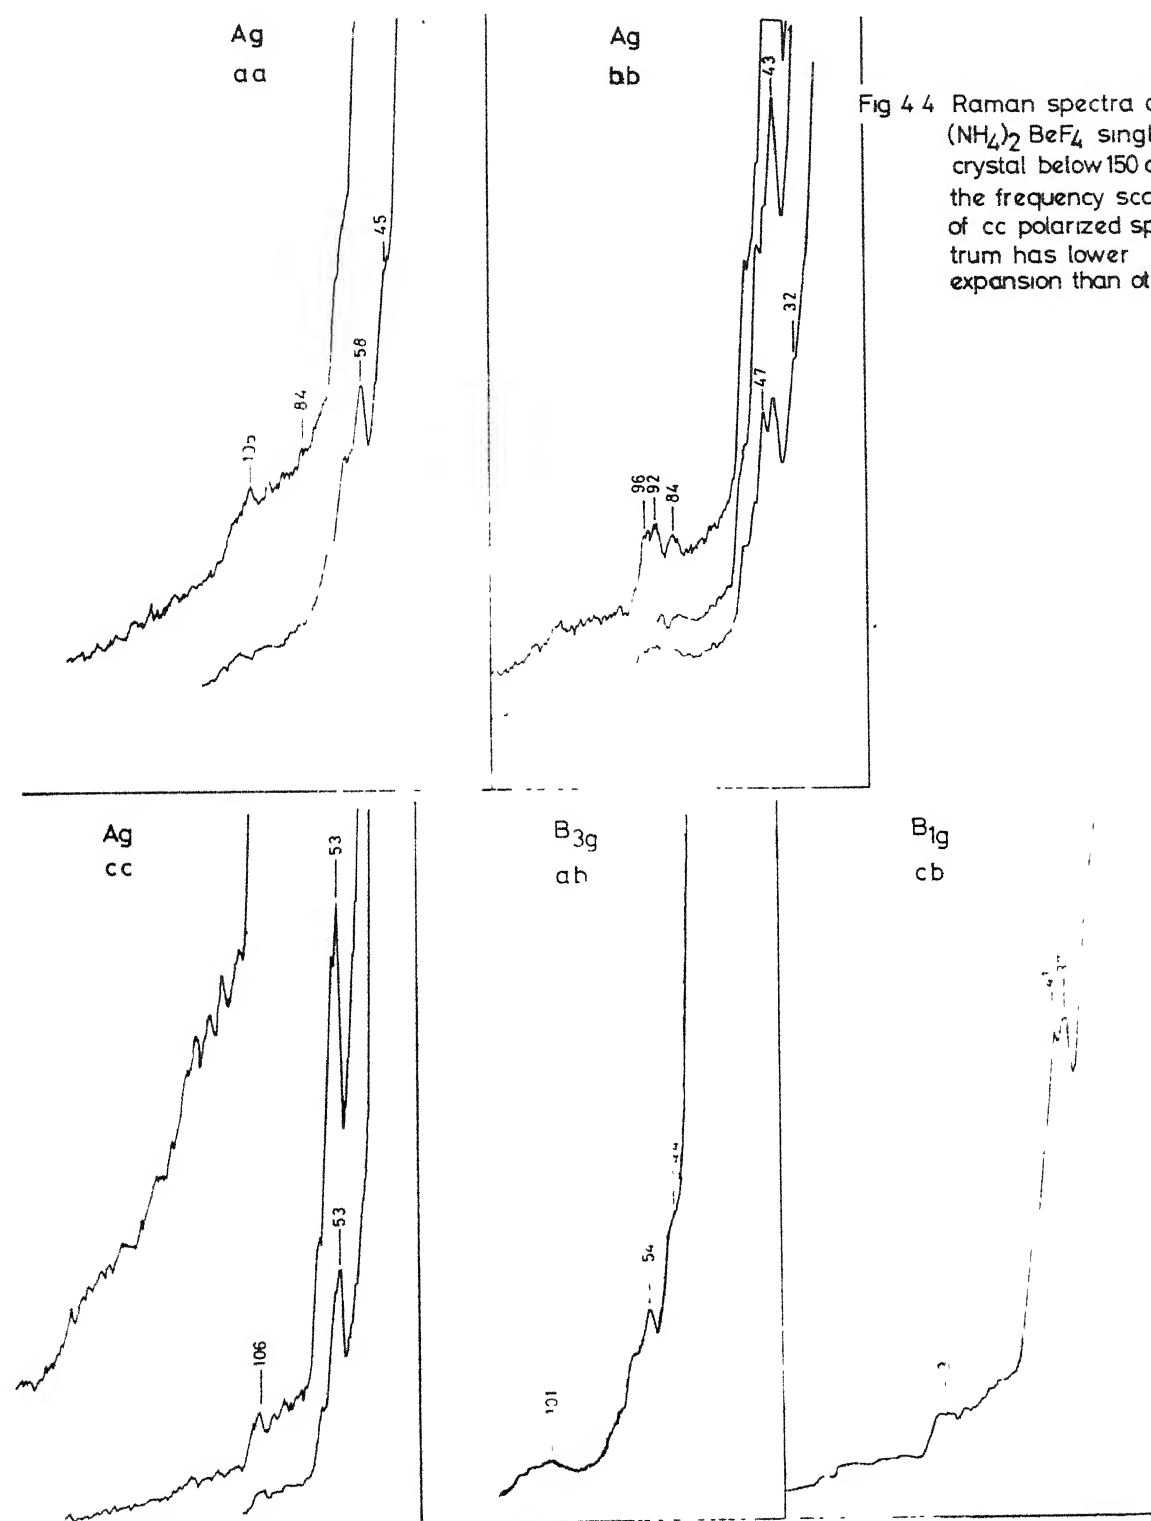 Ag
aa
Ag
bb
Fig 4 4 Raman spectra
(NH4)2 BeF4
crystal below 150
the frequency
of cc polarized
trum has lower
expansion than
45
58
84
43
32
47
96
92
84
Ag
cc
53
53
106
B3g
ab
54
101
B1g
cb